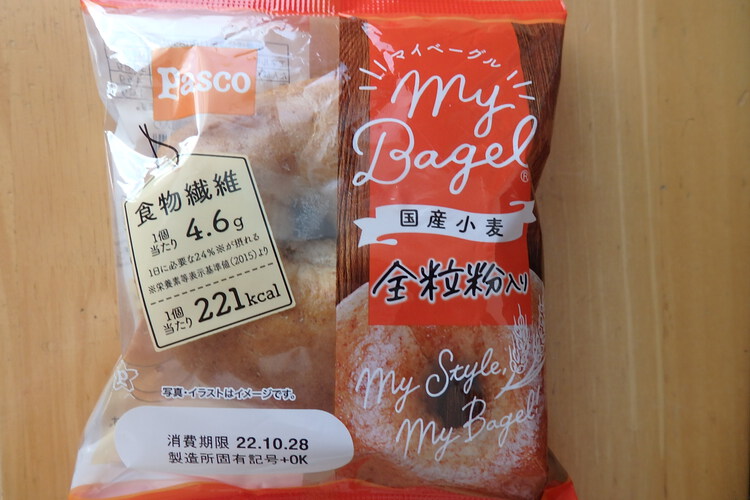 Pasco
食物繊維
1個当たり 4.6g
1日に必要な24%※が摂れる
※栄養素等表示基準値(2015)より
1個当たり 221kcal
写真・イラストはイメージです。
消費期限 22.10.28
製造所固有記号+OK
マイベーグル
My
Bagel®
国産小麦
全粒粉入り
My Style,
My Bagel!